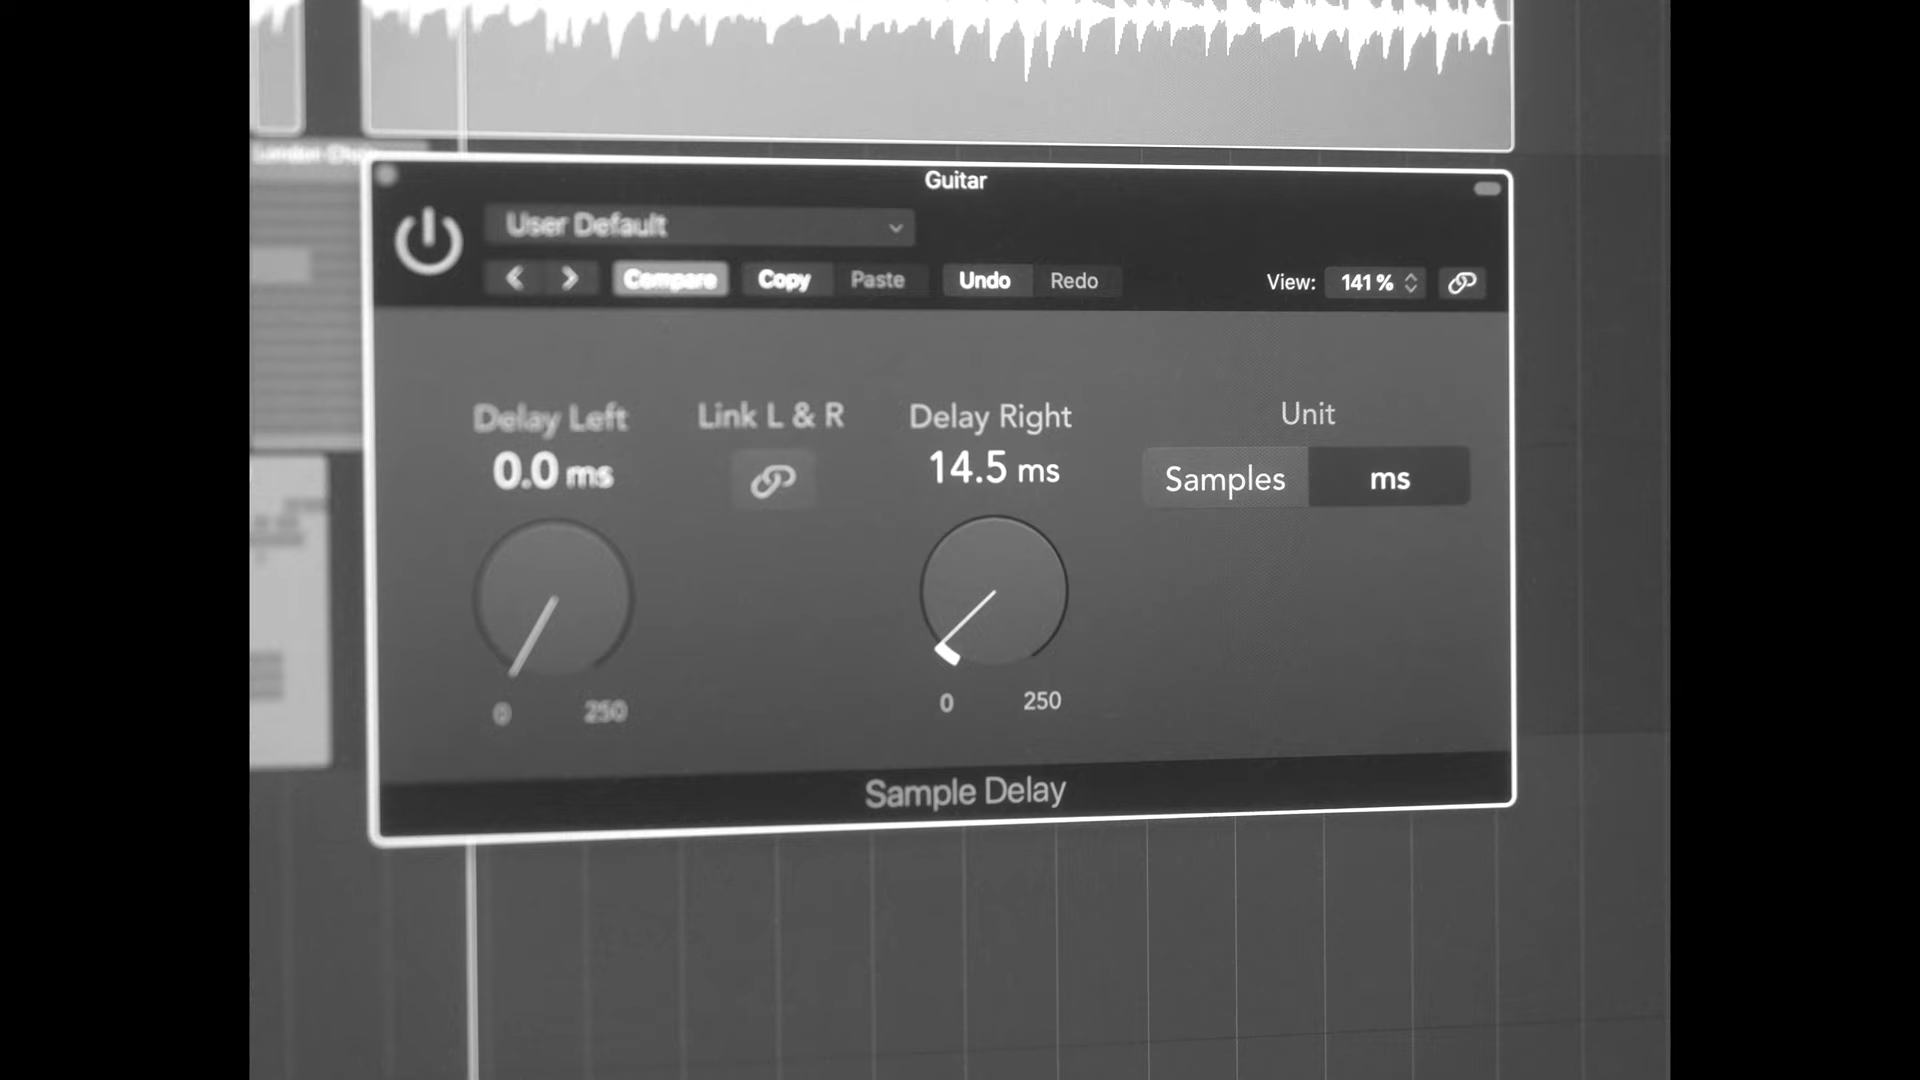 Guitar
User Default
Compare Copy Paste Undo Redo View: 141%
Delay Left Link L & R Delay Right Unit
0.0 ms 14.5 ms Samples ms
0 250 0 250
Sample Delay